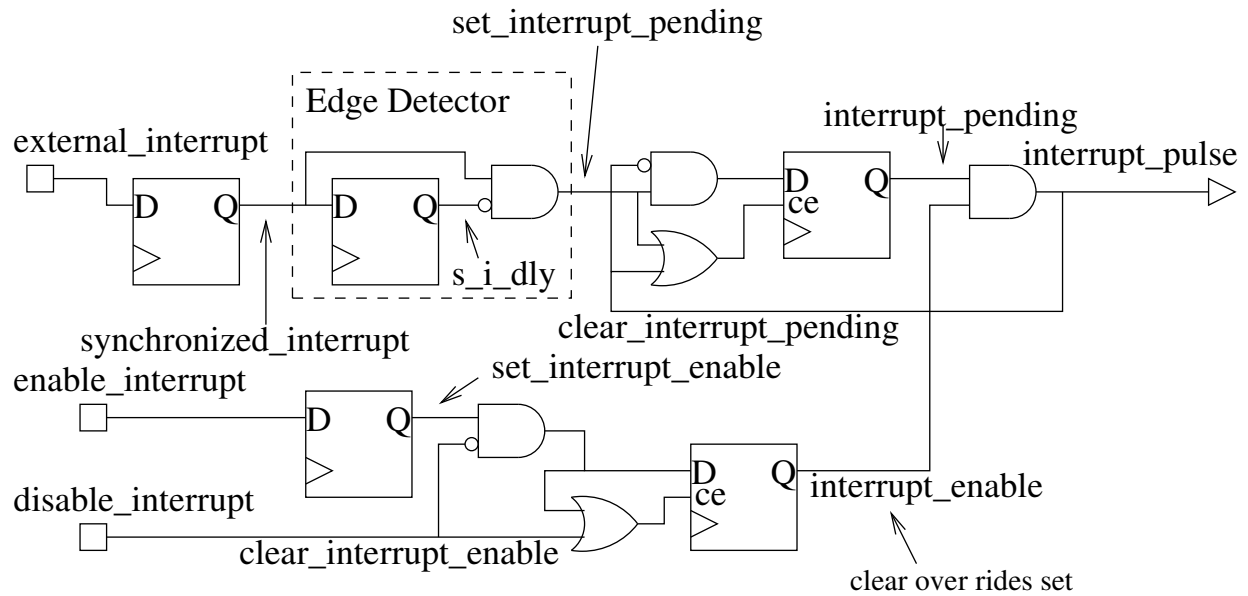 set_interrupt_pending
Edge Detector
external_interrupt
interrupt_pending
interrupt_pulse
D
Q
D
Q
D
Q
ce
s_i_dly
synchronized_interrupt
clear_interrupt_pending
enable_interrupt
set_interrupt_enable
D
Q
D
Q
ce
interrupt_enable
disable_interrupt
clear_interrupt_enable
clear over rides set